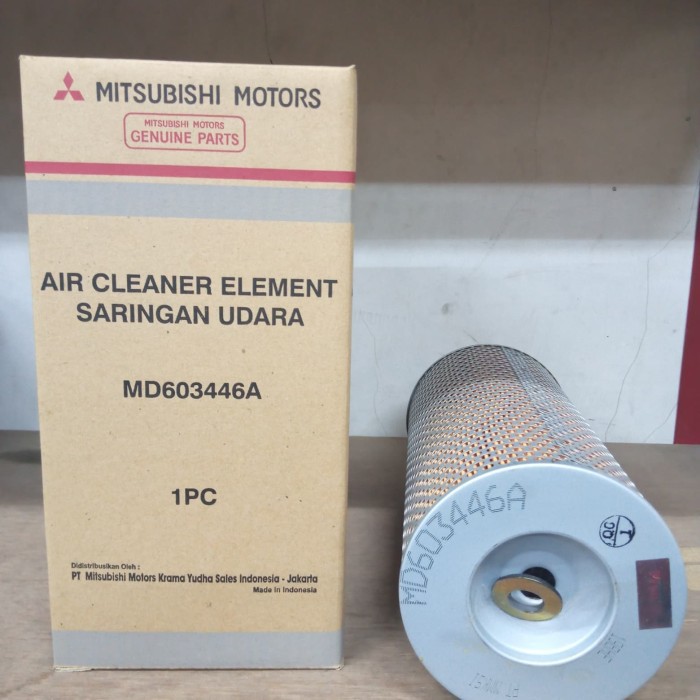 MITSUBISHI MOTORS
MITSUBISHI MOTORS
GENUINE PARTS
AIR CLEANER ELEMENT
SARINGAN UDARA
MD603446A
1PC
Didistribusikan Oleh :
PT Mitsubishi Motors Krama Yudha Sales Indonesia - Jakarta
Made in Indonesia
MD603446A
T
QC